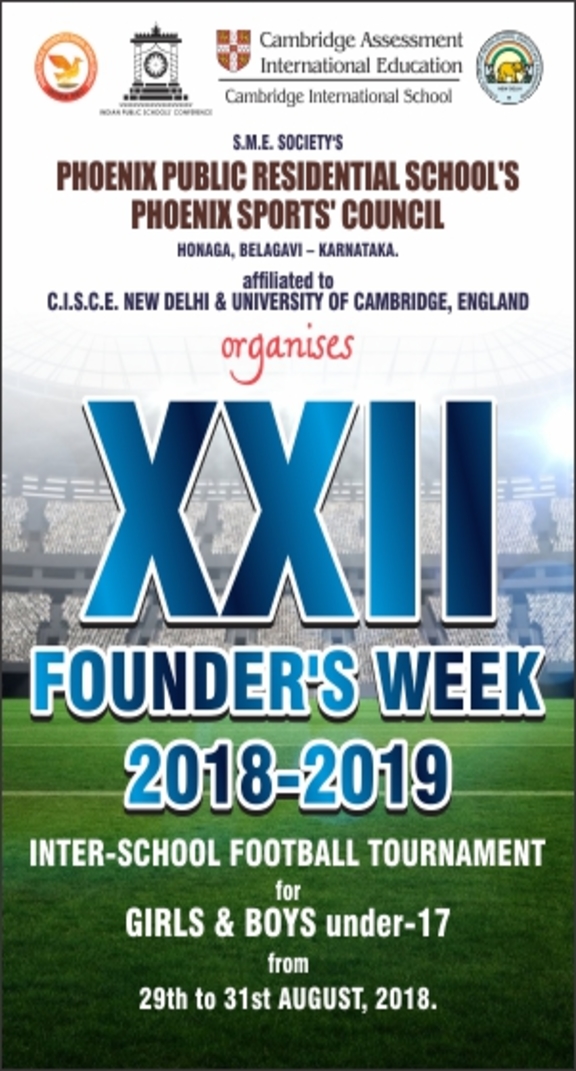 Cambridge Assessment
International Education
Cambridge International School
INDIAN PUBLIC SCHOOLS' CONFERENCE
NEW DELHI
S.M.E. SOCIETY'S
PHOENIX PUBLIC RESIDENTIAL SCHOOL'S
PHOENIX SPORTS' COUNCIL
HONAGA, BELAGAVI – KARNATAKA.
affiliated to
C.I.S.C.E. NEW DELHI & UNIVERSITY OF CAMBRIDGE, ENGLAND
organises
XXII
FOUNDER'S WEEK
2018-2019
INTER-SCHOOL FOOTBALL TOURNAMENT
for
GIRLS & BOYS under-17
from
29th to 31st AUGUST, 2018.